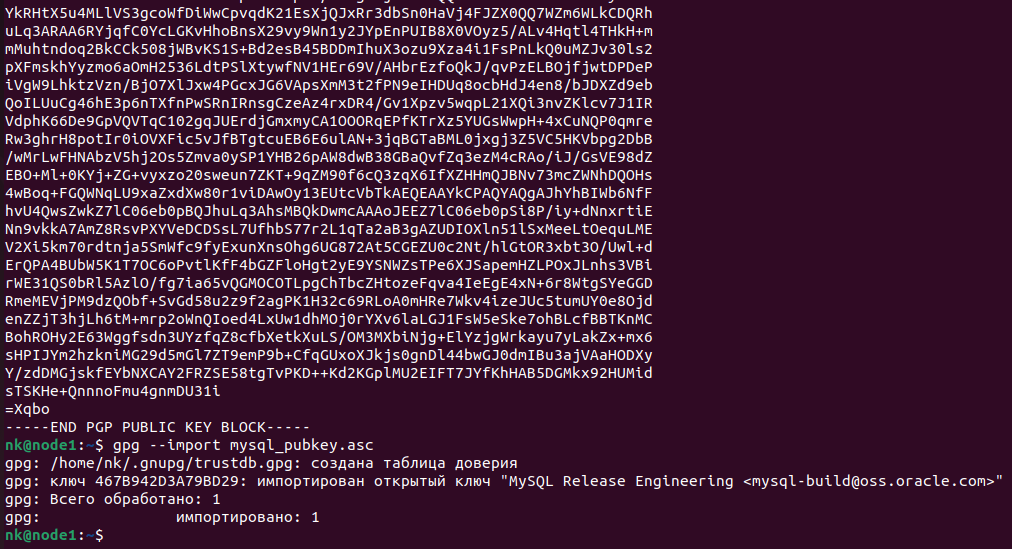 YkRHtX5u4MLlVS3gcoWfDiWwCpvqdK21EsXjQJxRr3dbSn0HaVj4FJZX0QQ7WZm6WLkCDQRh
uLq3ARAA6RYjqfC0YcLGKvHhoBnsX29vy9Wn1y2JYpEnPUIB8X0VOyz5/ALv4Hqtl4THkH+m
mMuhtndoq2BkCCk508jWBvKS1S+Bd2esB45BDDmIhuX3ozu9Xza4i1FsPnLkQ0uMZJv30ls2
pXFmskhYyzmo6aOmH2536LdtPSlXtywfNV1HEr69V/AHbrEzfoQkJ/qvPzELBOjfjwtDPDeP
iVgW9LhktzVzn/BjO7XlJxw4PGcxJG6VApsXmM3t2fPN9eIHDUq8ocbHdJ4en8/bJDXZd9eb
QoILUuCg46hE3p6nTXfnPwSRnIRnsgCzeAz4rxDR4/Gv1Xpzv5wqpL21XQi3nvZKlcv7J1IR
VdphK66De9GpVQVTqC102gqJUErdjGmxmyCA1OOORqEPfKTrXz5YUGsWwpH+4xCuNQP0qmre
Rw3ghrH8potIr0iOVXFic5vJfBTgtcuEB6E6ulAN+3jqBGTaBML0jxgj3Z5VC5HKVbpg2DbB
/wMrLwFHNAbzV5hj2Os5Zmva0ySP1YHB26pAW8dwB38GBaQvfZq3ezM4cRAo/iJ/GsVE98dZ
EBO+Ml+0KYj+ZG+vyxzo20sweun7ZKT+9qZM90f6cQ3zqX6IfXZHHmQJBNv73mcZWNhDQOHs
4wBoq+FGQWNqLU9xaZxdXw80r1viDAwOy13EUtcVbTkAEQEAAYkCPAQYAQgAJhYhBIWb6NfF
hvU4QwsZwkZ7lC06eb0pBQJhuLq3AhsMBQkDwmcAAAoJEEZ7lC06eb0pSi8P/iy+dNnxrtiE
Nn9vkkA7AmZ8RsvPXYVeDCDSsL7UfhbS77r2L1qTa2aB3gAZUDIOXln51lSxMeeLtOequLME
V2Xi5km70rdtnja5SmWfc9fyExunXnsOhg6UG872At5CGEZU0c2Nt/hlGtOR3xbt3O/Uwl+d
ErQPA4BUbW5K1T7OC6oPvtlKfF4bGZFloHgt2yE9YSNWZsTPe6XJSapemHZLPOxJLnhs3VBi
rWE31QS0bRl5AzlO/fg7ia65vQGMOCOTLpgChTbcZHtozeFqva4IeEgE4xN+6r8WtgSYeGGD
RmeMEVjPM9dzQObf+SvGd58u2z9f2agPK1H32c69RLoA0mHRe7Wkv4izeJUc5tumUY0e8Ojd
enZZjT3hjLh6tM+mrp2oWnQIoed4LxUw1dhMOj0rYXv6laLGJ1FsW5eSke7ohBLcfBBTKnMC
BohROHy2E63Wggfsdn3UYzfqZ8cfbXetkXuLS/OM3MXbiNjg+ElYzjgWrkayu7yLakZx+mx6
sHPIJYm2hzkniMG29d5mGl7ZT9emP9b+CfqGUxoXJkjs0gnDl44bwGJ0dmIBu3ajVAaHODXy
Y/zdDMGjskfEYbNXCAY2FRZSE58tgTvPKD++Kd2KGplMU2EIFT7JYfKhHAB5DGMkx92HUMid
sTSKHe+QnnnoFmu4gnmDU31i
=Xqbo
-----END PGP PUBLIC KEY BLOCK-----
nk@node1:~$ gpg --import mysql_pubkey.asc
gpg: /home/nk/.gnupg/trustdb.gpg: создана таблица доверия
gpg: ключ 467B942D3A79BD29: импортирован открытый ключ "MySQL Release Engineering <mysql-build@oss.oracle.com>"
gpg: Всего обработано: 1
gpg:               импортировано: 1
nk@node1:~$